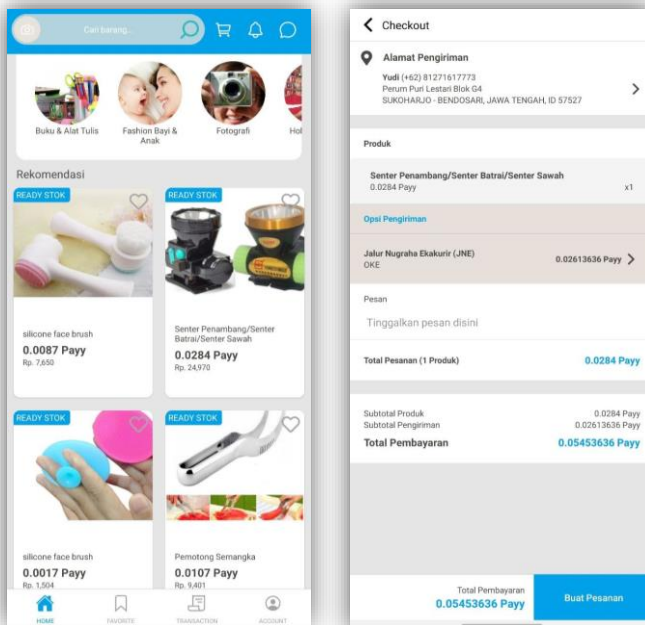 Cari barang...
Buku & Alat Tulis
Fashion Bayi &
Anak
Fotografi
Hol
Rekomendasi
READY STOK
READY STOK
silicone face brush
0.0087 Payy
Rp. 7,650
Senter Penambang/Senter
Batrai/Senter Sawah
0.0284 Payy
Rp. 24,970
READY STOK
READY STOK
silicone face brush
0.0017 Payy
Rp. 1,504
Pemotong Semangka
0.0107 Payy
Rp. 9,401
HOME
FAVORITE
TRANSACTION
ACCOUNT
Checkout
Alamat Pengiriman
Yudi (+62) 81271617773
Perum Puri Lestari Blok G4
SUKOHARJO - BENDOSARI, JAWA TENGAH, ID 57527
Produk
Senter Penambang/Senter Batrai/Senter Sawah
0.0284 Payy x1
Opsi Pengiriman
Jalur Nugraha Ekakurir (JNE)
OKE
0.02613636 Payy
Pesan
Tinggalkan pesan disini
Total Pesanan (1 Produk) 0.0284 Payy
Subtotal Produk 0.0284 Payy
Subtotal Pengiriman 0.02613636 Payy
Total Pembayaran 0.05453636 Payy
Total Pembayaran
0.05453636 Payy
Buat Pesanan